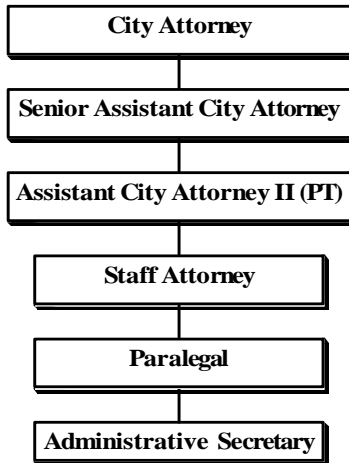 City Attorney
Senior Assistant City Attorney
Assistant City Attorney II (PT)
Staff Attorney
Paralegal
Administrative Secretary